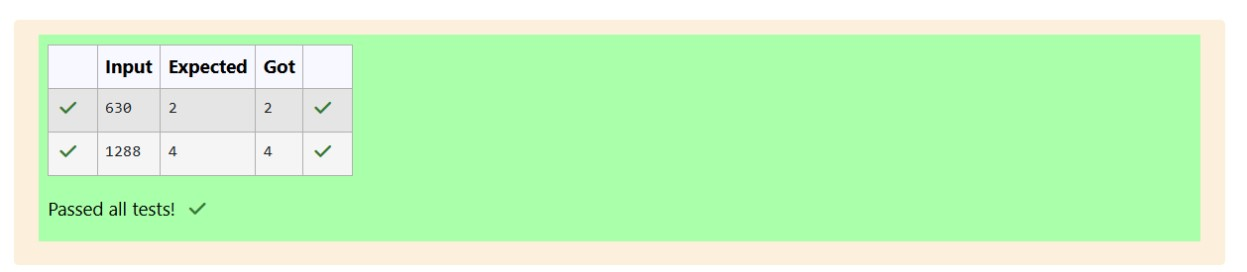 Input Expected Got
630 2 2
1288 4 4
Passed all tests!